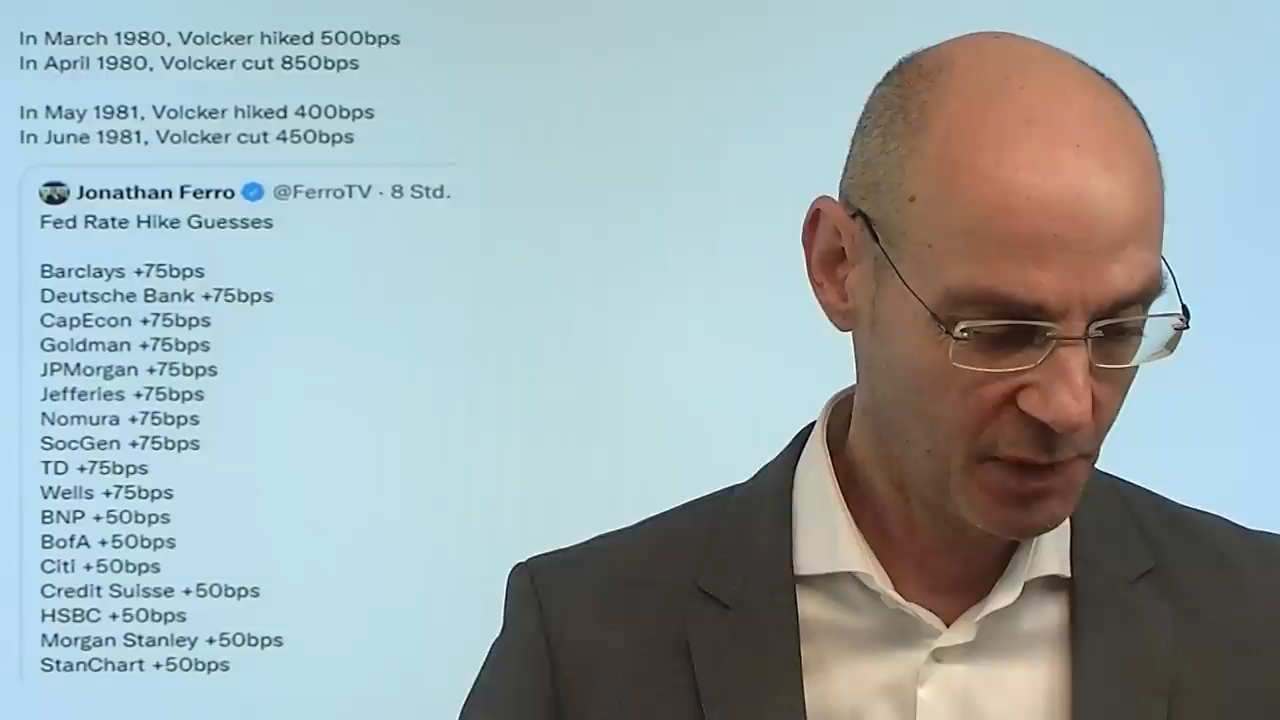 In March 1980, Volcker hiked 500bps
In April 1980, Volcker cut 850bps
In May 1981, Volcker hiked 400bps
In June 1981, Volcker cut 450bps
Jonathan Ferro @FerroTV · 8 Std.
Fed Rate Hike Guesses
Barclays +75bps
Deutsche Bank +75bps
CapEcon +75bps
Goldman +75bps
JPMorgan +75bps
Jefferies +75bps
Nomura +75bps
SocGen +75bps
TD +75bps
Wells +75bps
BNP +50bps
BofA +50bps
Citi +50bps
Credit Suisse +50bps
HSBC +50bps
Morgan Stanley +50bps
StanChart +50bps